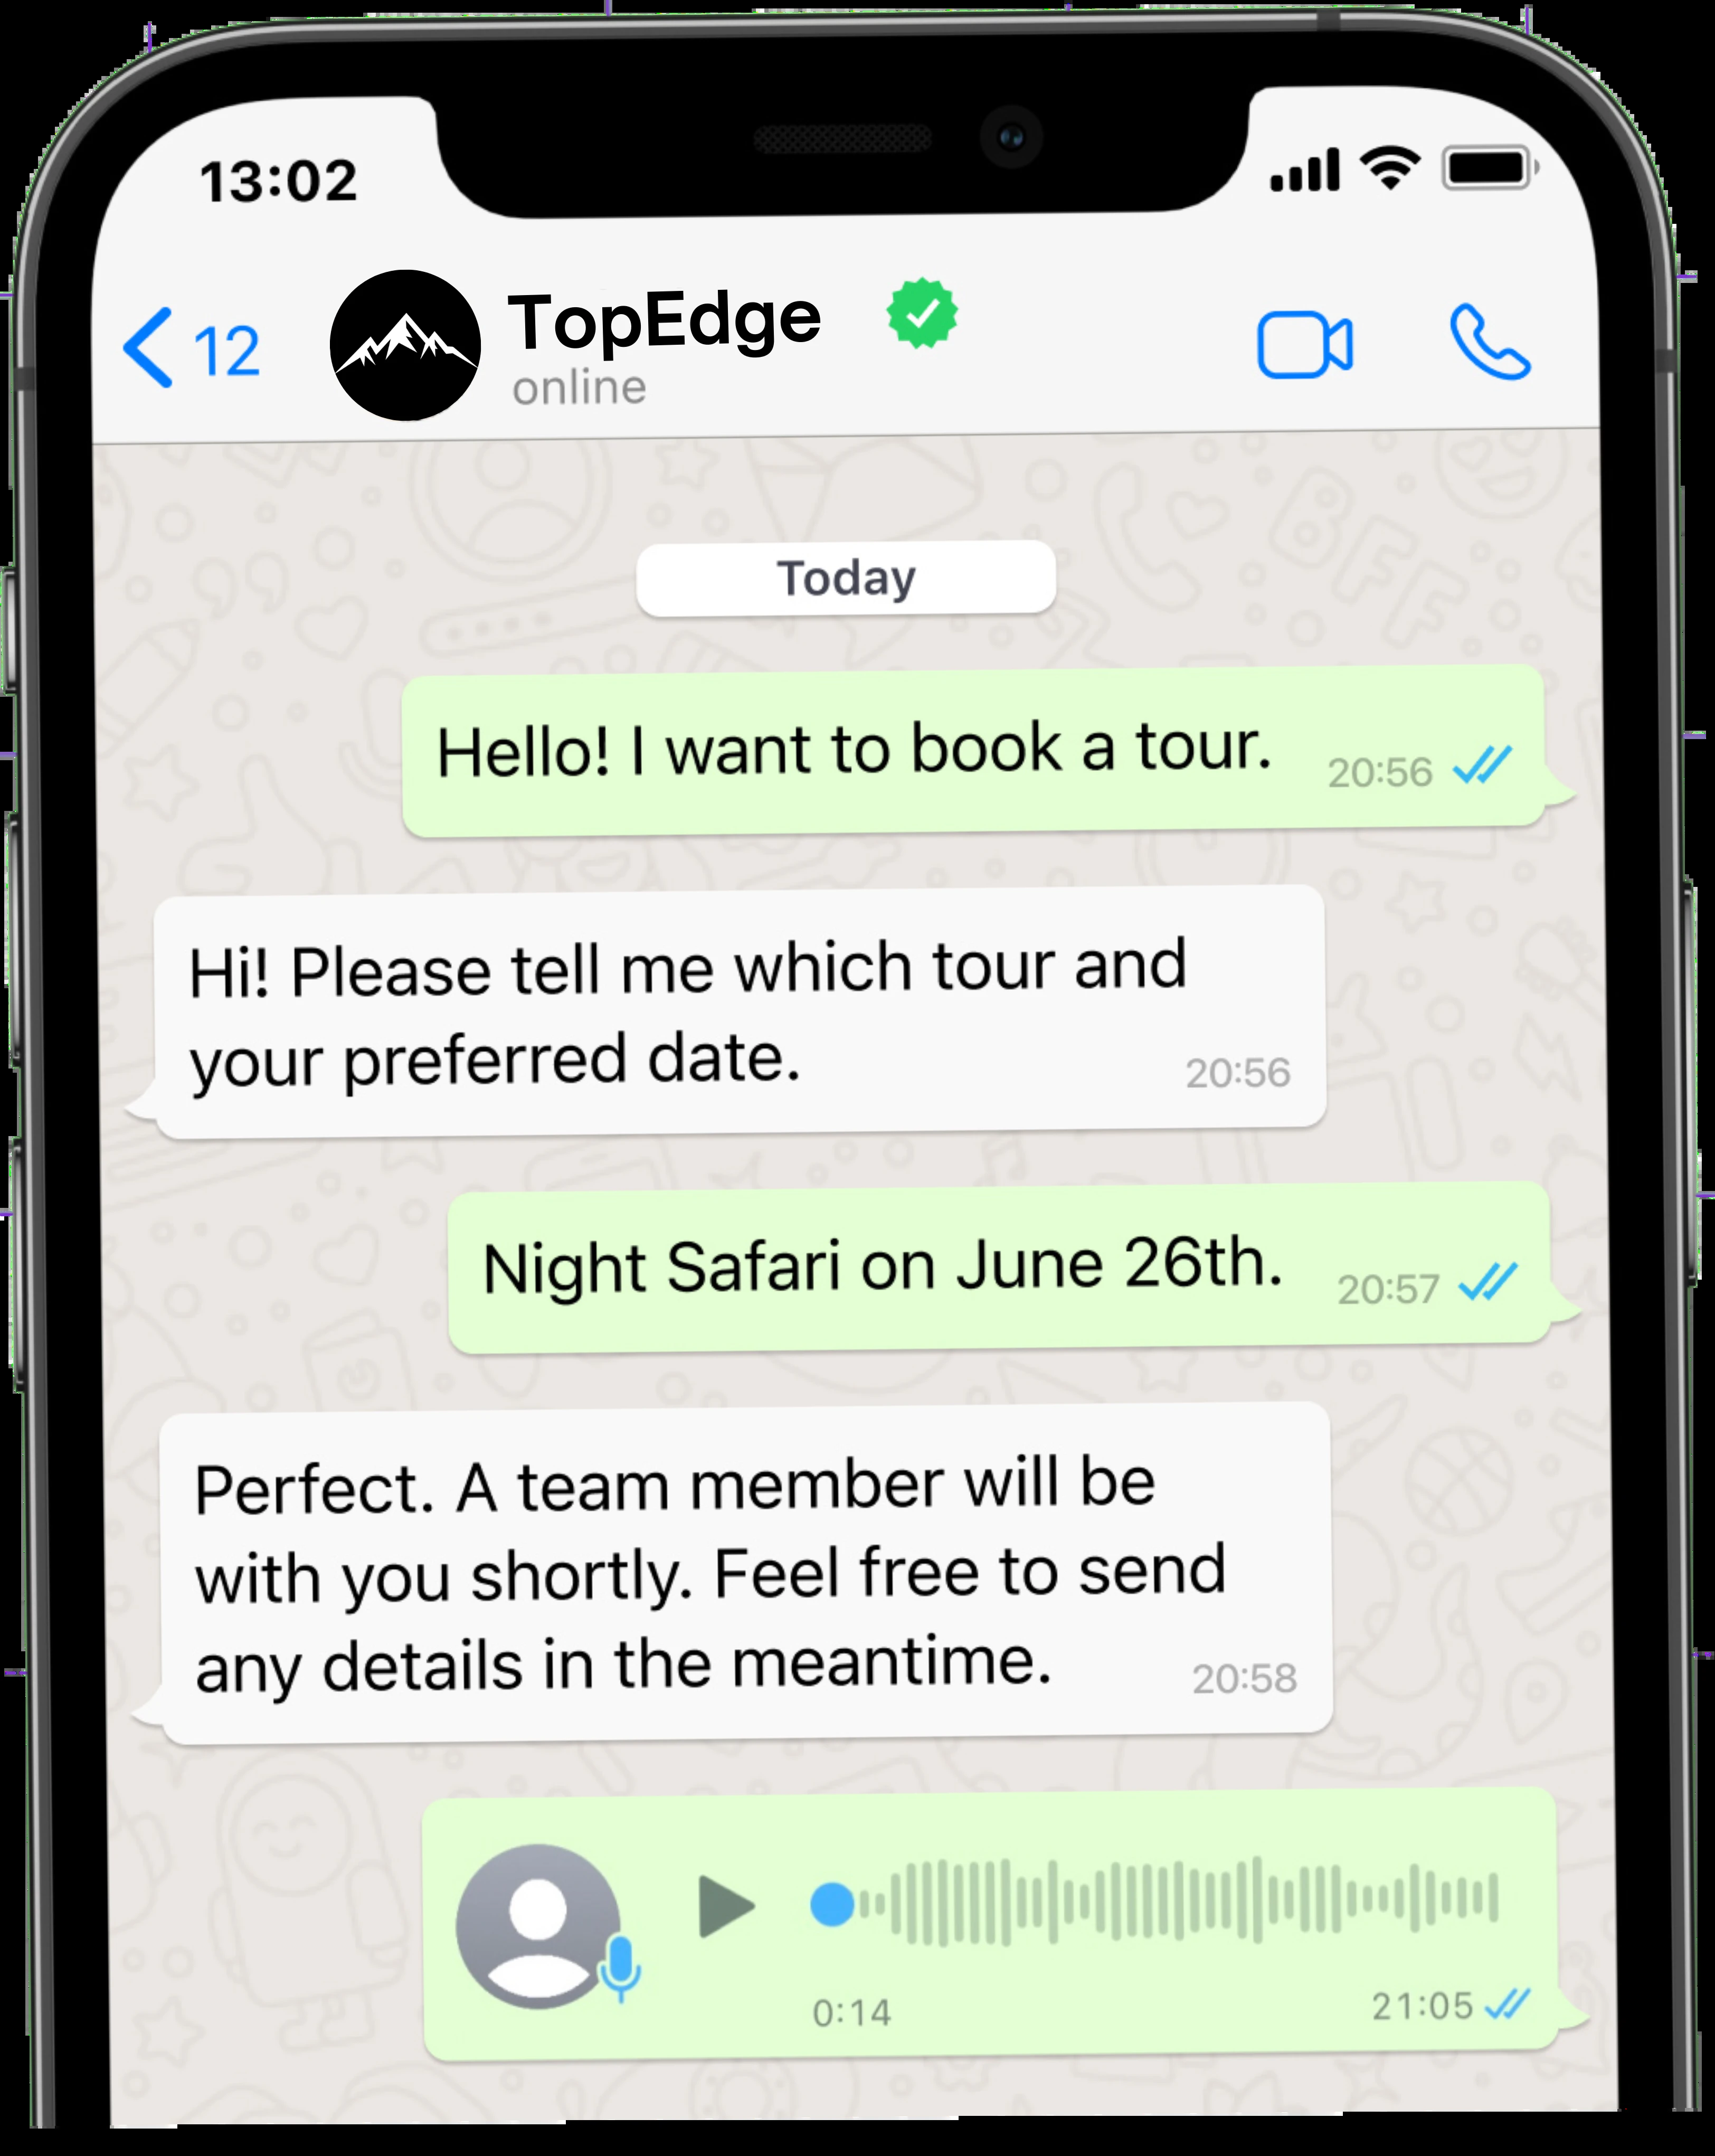 13:02
12
TopEdge
online
Today
Hello! I want to book a tour.
20:56
Hi! Please tell me which tour and
your preferred date.
20:56
Night Safari on June 26th.
20:57
Perfect. A team member will be
with you shortly. Feel free to send
any details in the meantime.
20:58
0:14
21:05